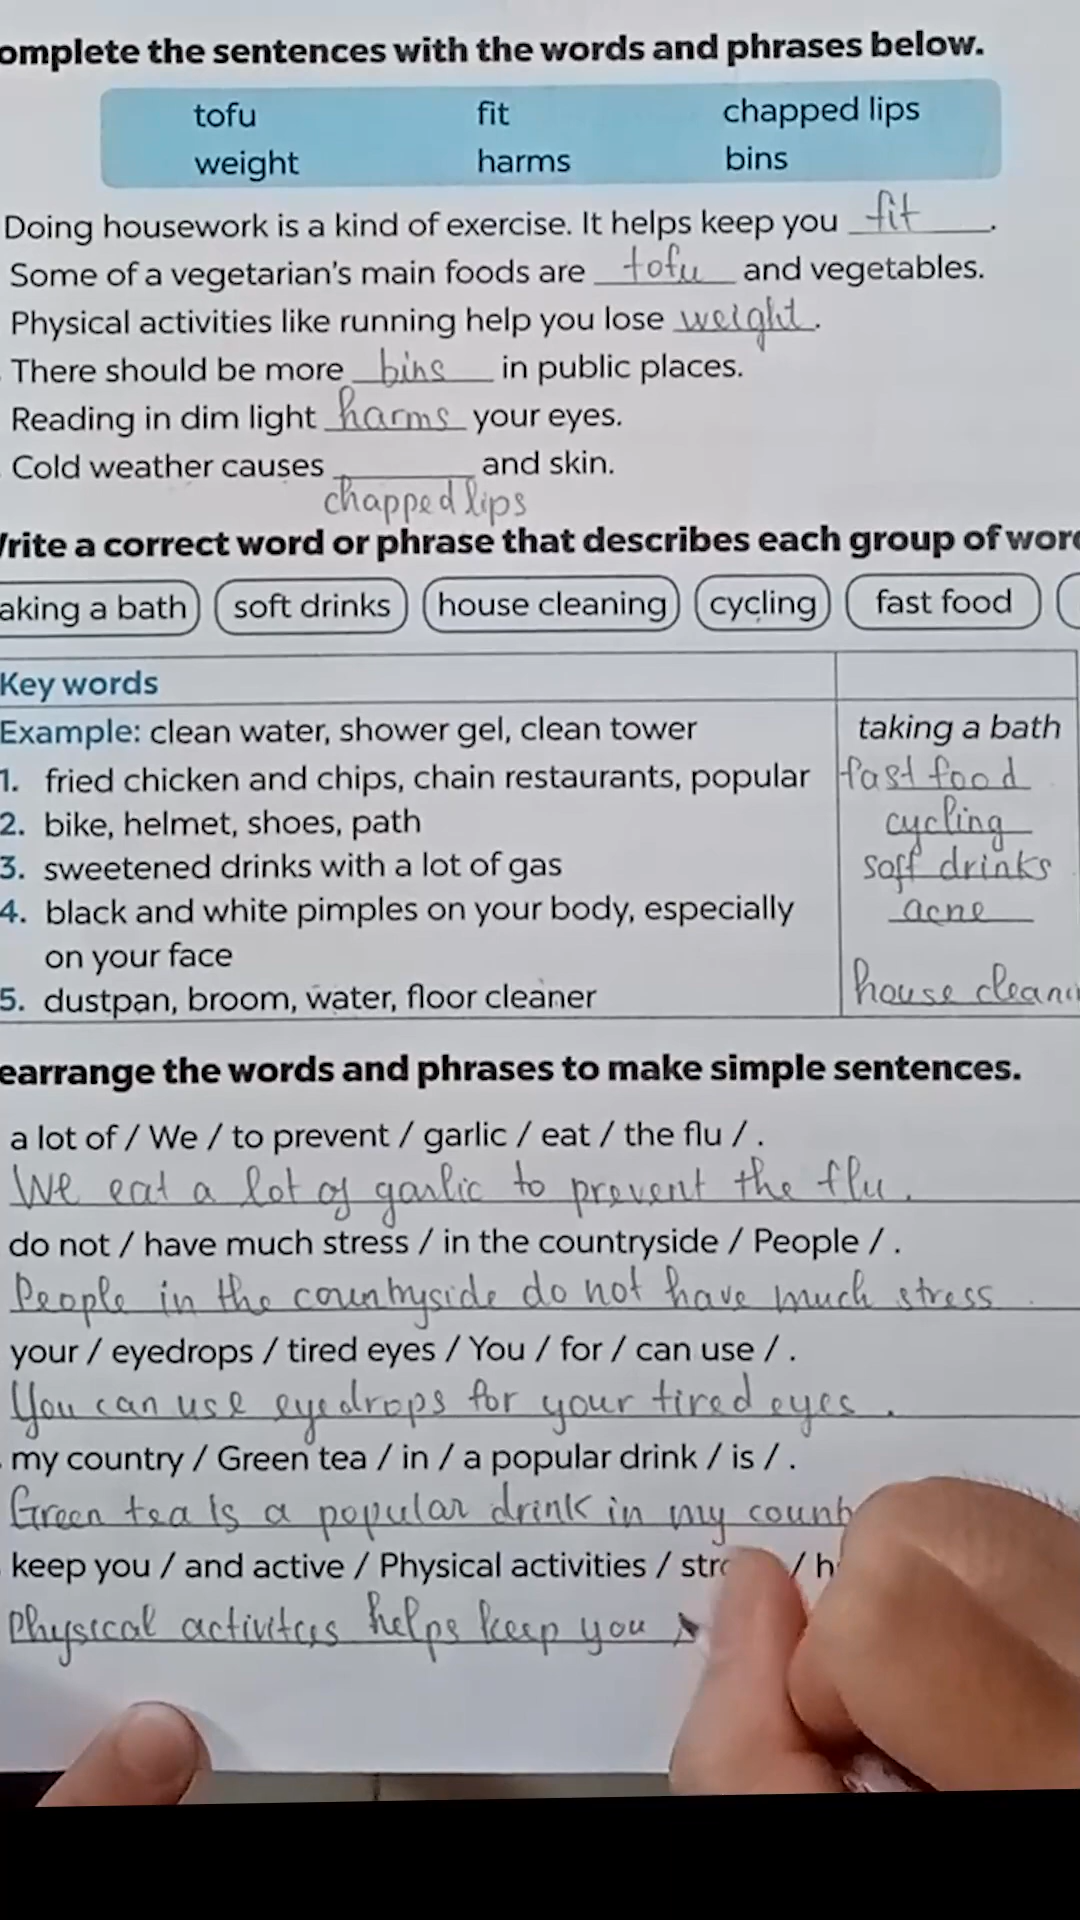 omplete the sentences with the words and phrases below.
tofu fit chapped lips
weight harms bins
Doing housework is a kind of exercise. It helps keep you fit.
Some of a vegetarian's main foods are tofu and vegetables.
Physical activities like running help you lose weight.
There should be more bins in public places.
Reading in dim light harms your eyes.
Cold weather causes ________ and skin.
chapped lips
rite a correct word or phrase that describes each group of wor
aking a bath soft drinks house cleaning cycling fast food
Key words
Example: clean water, shower gel, clean tower taking a bath
1. fried chicken and chips, chain restaurants, popular fast food
2. bike, helmet, shoes, path cycling
3. sweetened drinks with a lot of gas soft drinks
4. black and white pimples on your body, especially acne
on your face
5. dustpan, broom, water, floor cleaner house cleani
earrange the words and phrases to make simple sentences.
a lot of / We / to prevent / garlic / eat / the flu / .
We eat a lot of garlic to prevent the flu.
do not / have much stress / in the countryside / People / .
People in the countryside do not have much stress
your / eyedrops / tired eyes / You / for / can use / .
You can use eyedrops for your tired eyes.
my country / Green tea / in / a popular drink / is / .
Green tea is a popular drink in my count
keep you / and active / Physical activities / str / h
Physical activities helps keep you